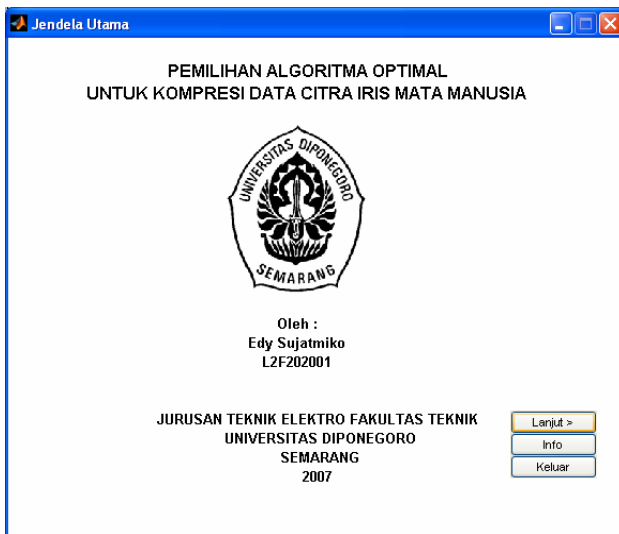 Jendela Utama
PEMILIHAN ALGORITMA OPTIMAL
UNTUK KOMPRESI DATA CITRA IRIS MATA MANUSIA
UNIVERSITAS DIPONEGORO
SEMARANG
Oleh :
Edy Sujatmiko
L2F202001
JURUSAN TEKNIK ELEKTRO FAKULTAS TEKNIK
UNIVERSITAS DIPONEGORO
SEMARANG
2007
Lanjut >
Info
Keluar